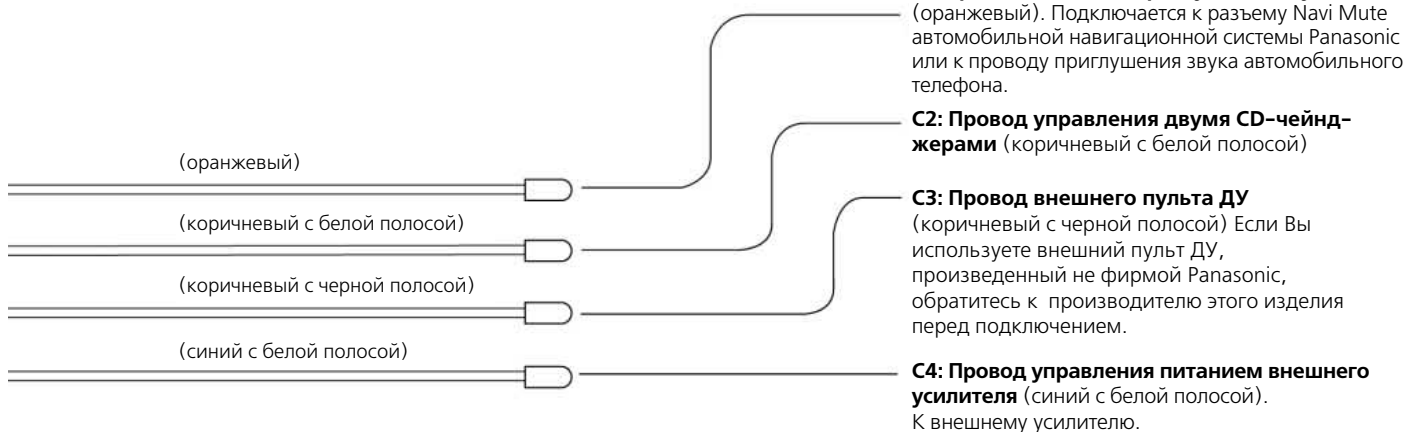 (оранжевый). Подключается к разъему Navi Mute
автомобильной навигационной системы Panasonic
или к проводу приглушения звука автомобильного
телефона.
C2: Провод управления двумя CD-чейнд-
жерами (коричневый с белой полосой)
(оранжевый)
C3: Провод внешнего пульта ДУ
(коричневый с белой полосой)
(коричневый с черной полосой) Если Вы
используете внешний пульт ДУ,
произведенный не фирмой Panasonic,
обратитесь к производителю этого изделия
перед подключением.
(коричневый с черной полосой)
(синий с белой полосой)
C4: Провод управления питанием внешнего
усилителя (синий с белой полосой).
К внешнему усилителю.